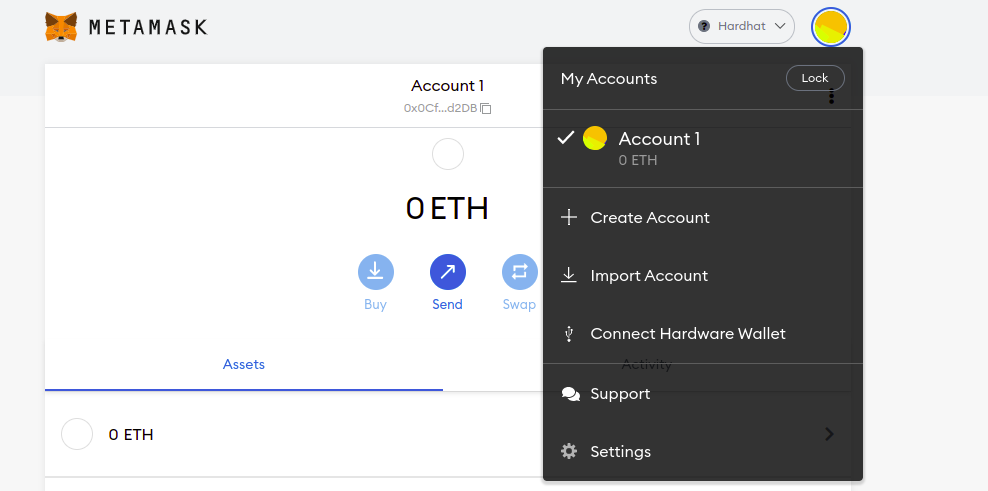 METAMASK
Hardhat
Account 1
0x0Cf...d2DB
0 ETH
Buy
Send
Swap
Assets
Activity
0 ETH
My Accounts
Lock
Account 1
0 ETH
Create Account
Import Account
Connect Hardware Wallet
Support
Settings